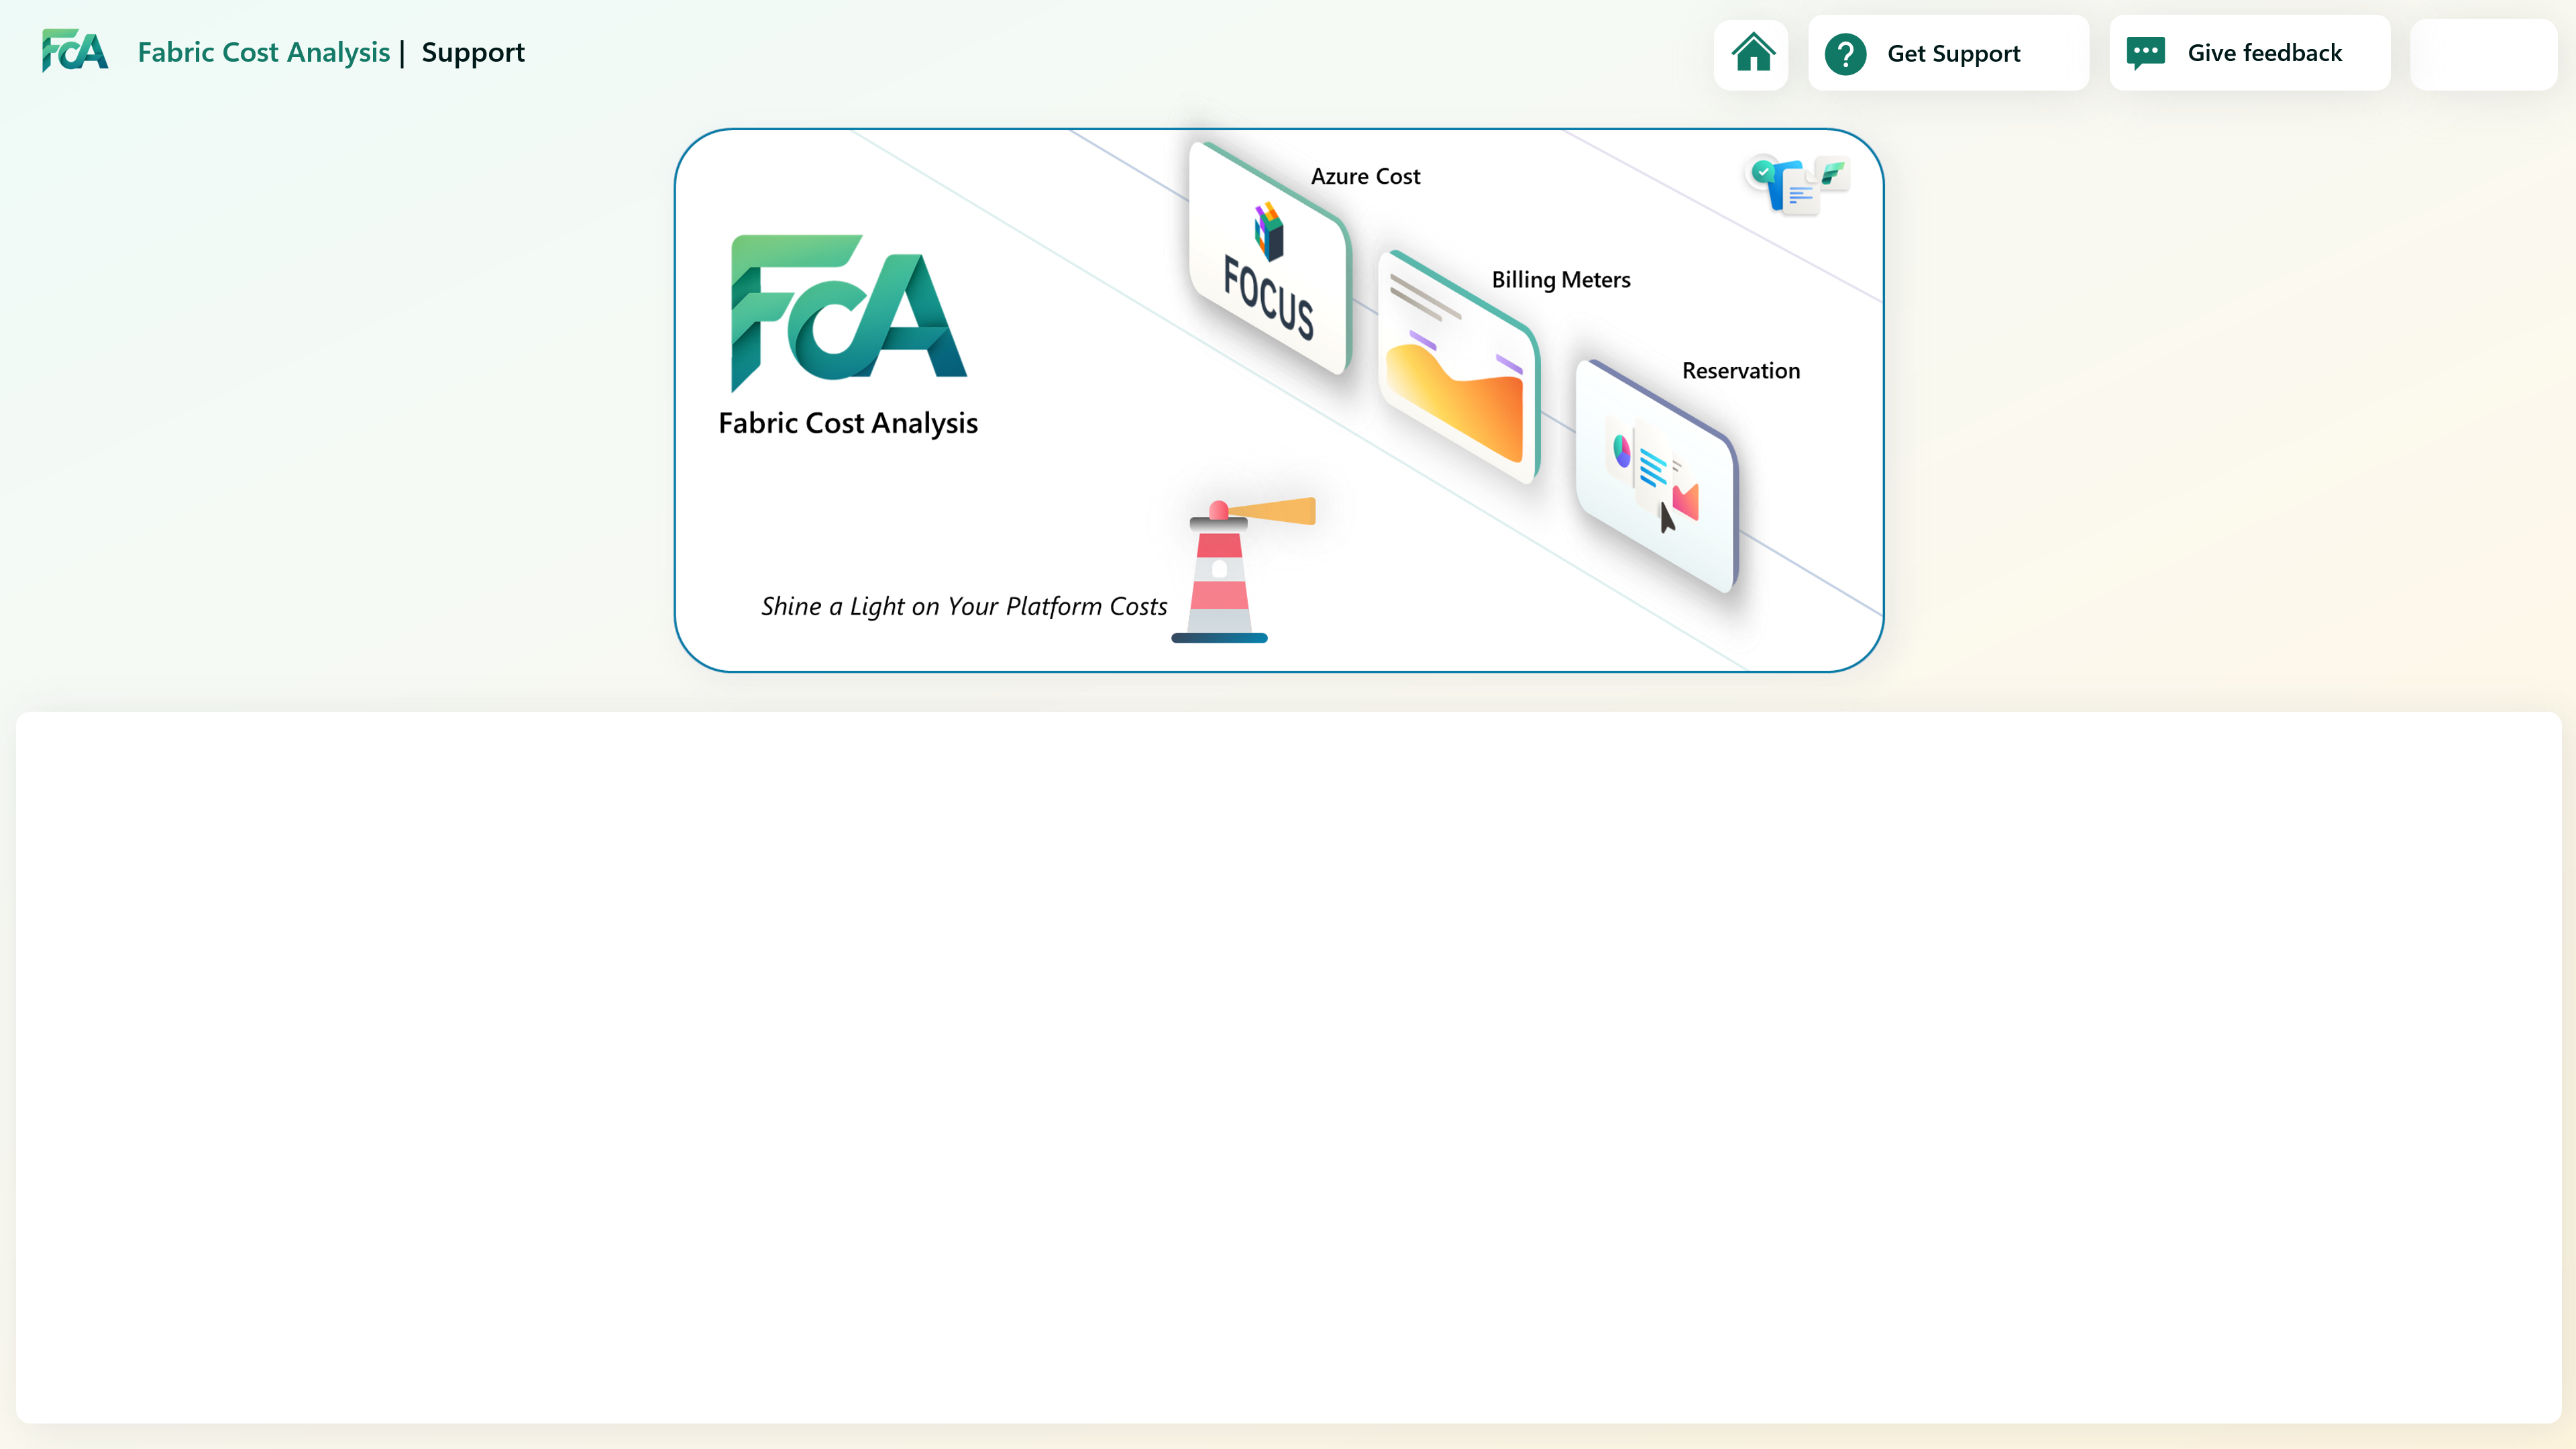 FCA
Fabric Cost Analysis | Support
Get Support
Give feedback
Azure Cost
FOCUS
Billing Meters
Reservation
FCA
Fabric Cost Analysis
Shine a Light on Your Platform Costs